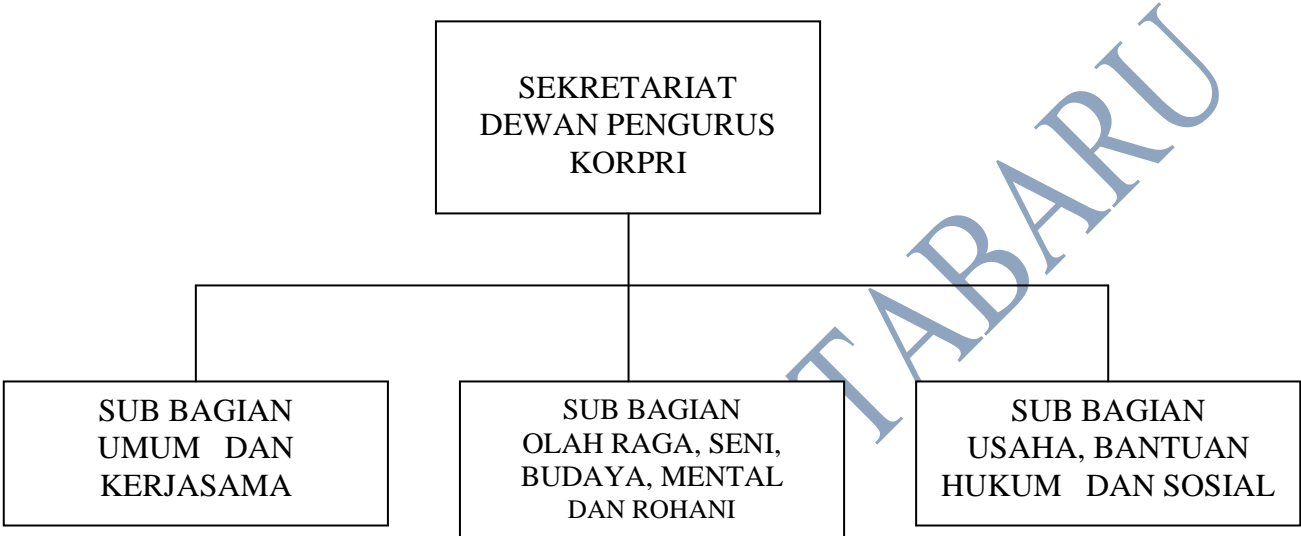 SEKRETARIAT
DEWAN PENGURUS
KORPRI
TABARU
SUB BAGIAN
UMUM DAN
KERJASAMA
SUB BAGIAN
OLAH RAGA, SENI,
BUDAYA, MENTAL
DAN ROHANI
SUB BAGIAN
USAHA, BANTUAN
HUKUM DAN SOSIAL